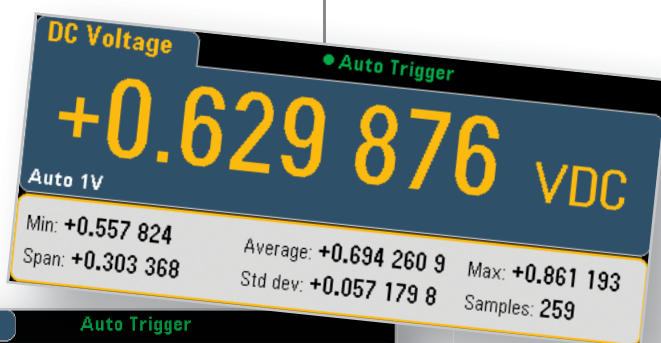 DC Voltage
Auto Trigger
+0.629 876 VDC
Auto 1V
Min: +0.557 824
Average: +0.694 260 9
Max: +0.861 193
Span: +0.303 368
Std dev: +0.057 179 8
Samples: 259
Auto Trigger